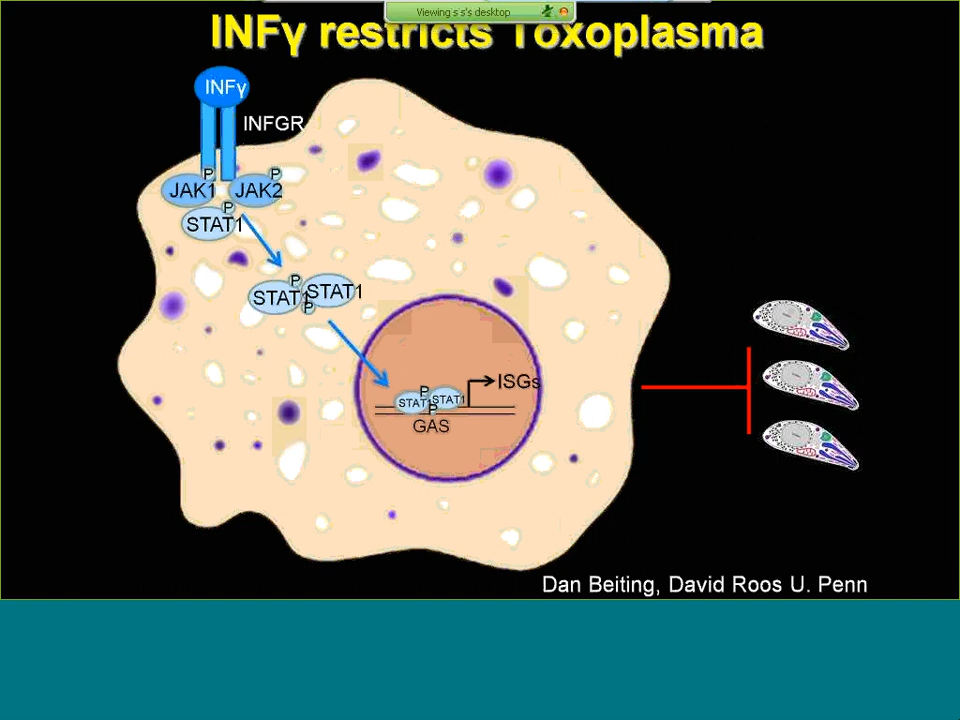 Viewing s s's desktop
INFγ restricts Toxoplasma
INFγ
INFGR
P
P
JAK1
JAK2
P
STAT1
P
STAT1
STAT1
P
ISGs
P
STAT1
STAT1
P
GAS
Dan Beiting, David Roos U. Penn